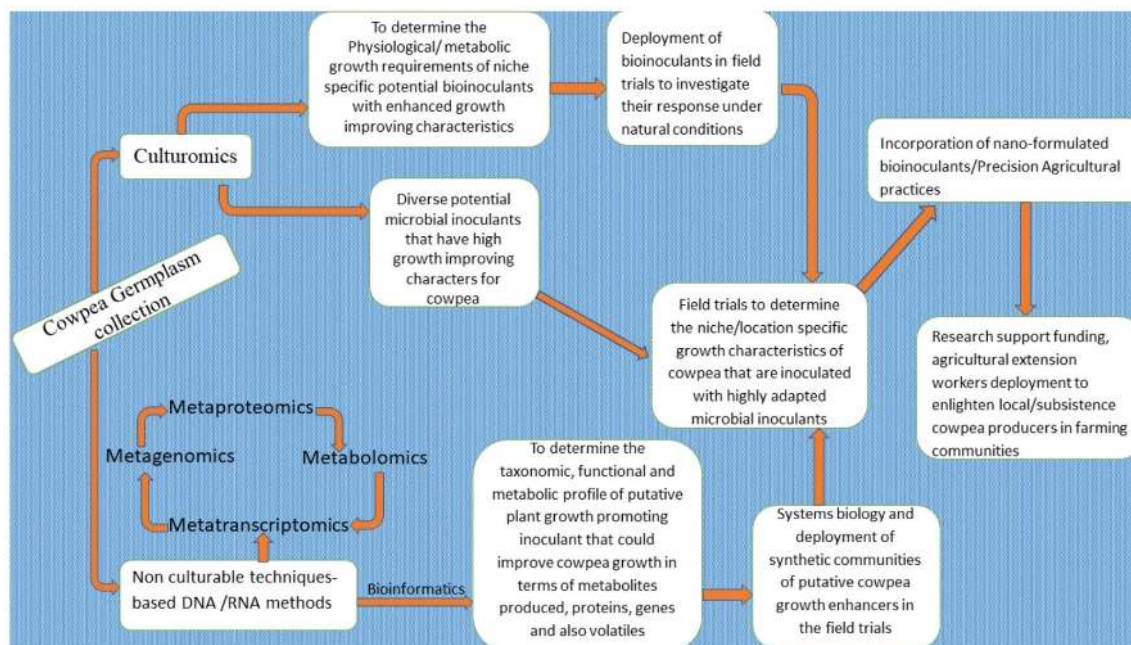 To determine the
Physiological/ metabolic
growth requirements of niche
specific potential bioinoculants
with enhanced growth
improving characteristics
Deployment of
bioinoculants in field
trials to investigate
their response under
natural conditions
Incorporation of nano-formulated
bioinoculants/Precision Agricultural
practices
Culturomics
Diverse potential
microbial inoculants
that have high
growth improving
characters for
cowpea
Cowpea Germplasm
collection
Field trials to determine
the niche/location specific
growth characteristics of
cowpea that are inoculated
with highly adapted
microbial inoculants
Research support funding,
agricultural extension
workers deployment to
enlighten local/subsistence
cowpea producers in farming
communities
Metaproteomics
Metagenomics
Metabolomics
Metatranscriptomics
Non culturable techniques-
based DNA /RNA methods
Bioinformatics
To determine the
taxonomic, functional and
metabolic profile of putative
plant growth promoting
inoculant that could
improve cowpea growth in
terms of metabolites
produced, proteins, genes
and also volatiles
Systems biology and
deployment of
synthetic communities
of putative cowpea
growth enhancers in
the field trials